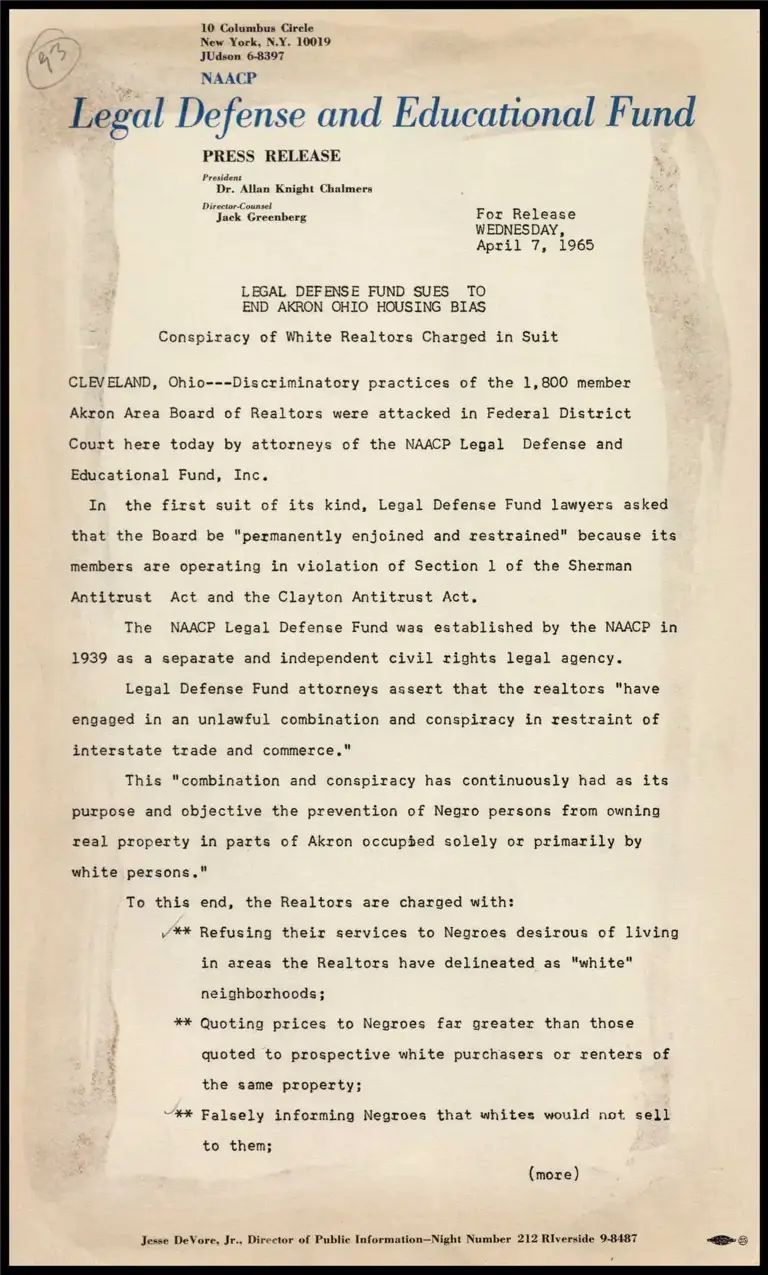 93
10 Columbus Circle
New York, N.Y. 10019
JUdson 6-8397
NAACP
Legal Defense and Educational Fund
PRESS RELEASE
President
Dr. Allan Knight Chalmers
Director-Counsel
Jack Greenberg
For Release
WEDNESDAY,
April 7, 1965
LEGAL DEFENSE FUND SUES TO
END AKRON OHIO HOUSING BIAS
Conspiracy of White Realtors Charged in Suit
CLEVELAND, Ohio---Discriminatory practices of the 1,800 member
Akron Area Board of Realtors were attacked in Federal District
Court here today by attorneys of the NAACP Legal Defense and
Educational Fund, Inc.
In the first suit of its kind, Legal Defense Fund lawyers asked
that the Board be "permanently enjoined and restrained" because its
members are operating in violation of Section 1 of the Sherman
Antitrust Act and the Clayton Antitrust Act.
The NAACP Legal Defense Fund was established by the NAACP in
1939 as a separate and independent civil rights legal agency.
Legal Defense Fund attorneys assert that the realtors "have
engaged in an unlawful combination and conspiracy in restraint of
interstate trade and commerce."
This "combination and conspiracy has continuously had as its
purpose and objective the prevention of Negro persons from owning
real property in parts of Akron occupied solely or primarily by
white persons."
To this end, the Realtors are charged with:
** Refusing their services to Negroes desirous of living
in areas the Realtors have delineated as "white"
neighborhoods;
** Quoting prices to Negroes far greater than those
quoted to prospective white purchasers or renters of
the same property;
** Falsely informing Negroes that whites would not sell
to them;
(more)
Jesse DeVore, Jr., Director of Public Information—Night Number 212 RIverside 9-8487